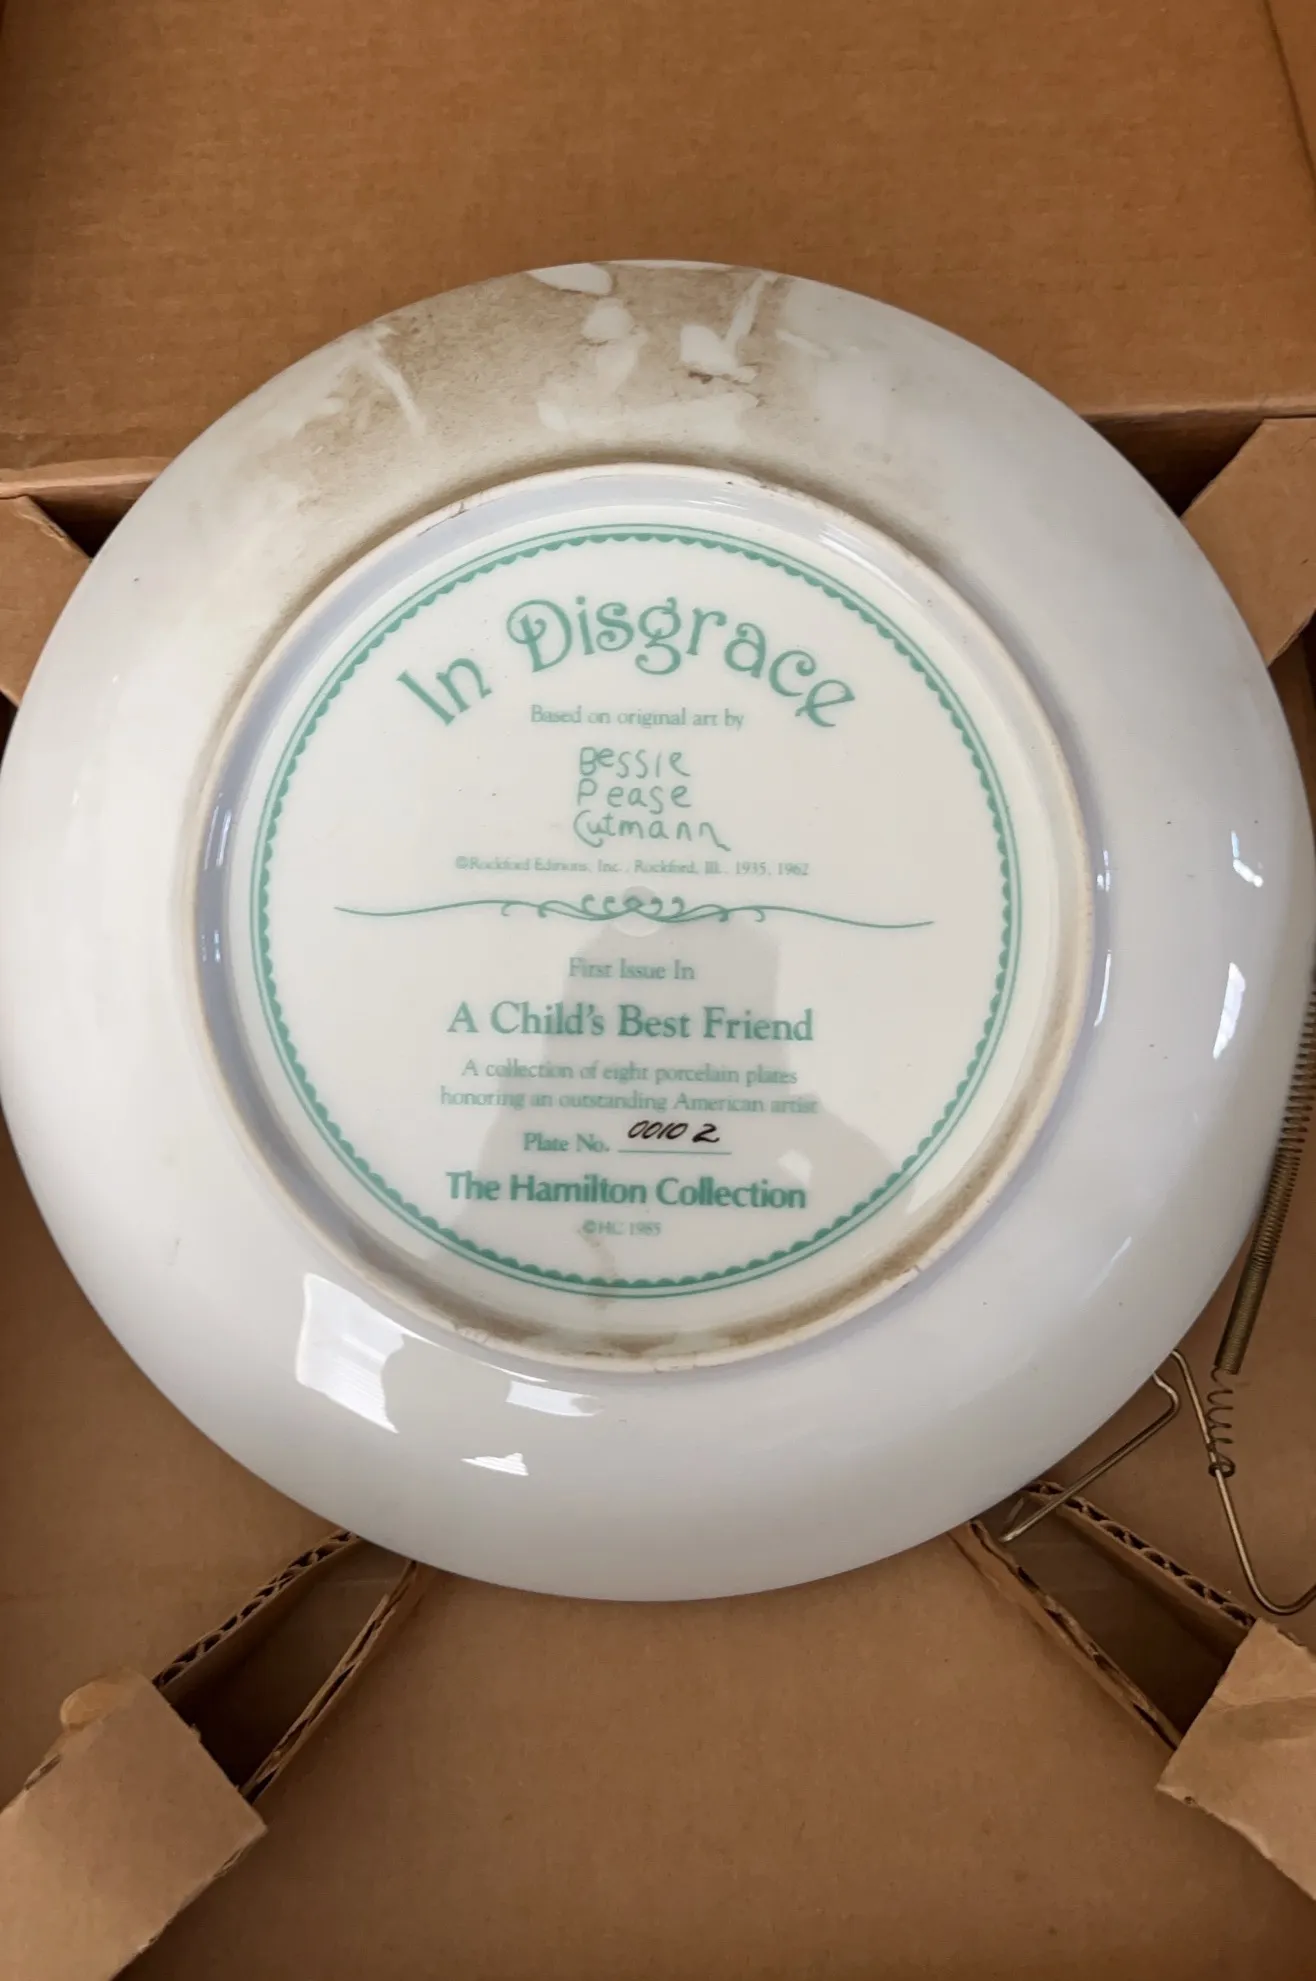 In Disgrace
Based on original art by
Bessie
Pease
Gutmann
©Rockford Editions, Inc., Rockford, Ill., 1935, 1962
First Issue In
A Child's Best Friend
A collection of eight porcelain plates
honoring an outstanding American artist
Plate No. 00102
The Hamilton Collection
©HC 1985